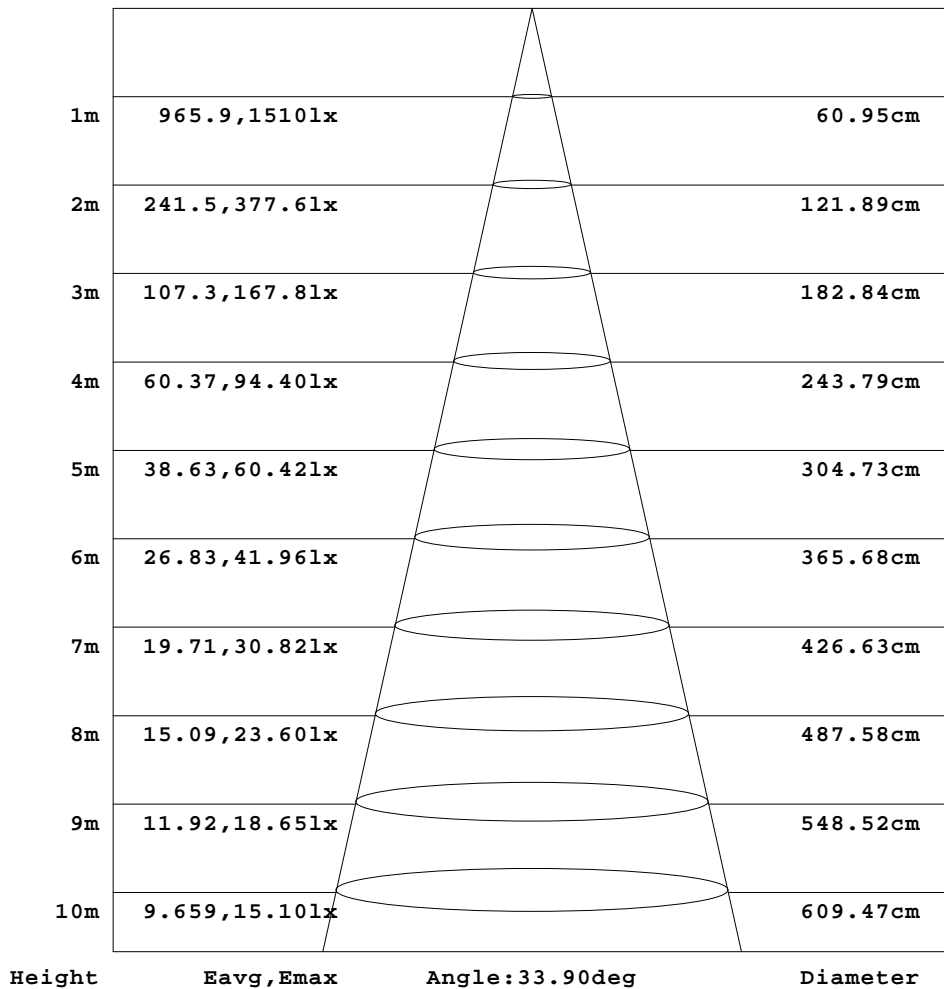 1m 965.9,1510lx 60.95cm
2m 241.5,377.6lx 121.89cm
3m 107.3,167.8lx 182.84cm
4m 60.37,94.40lx 243.79cm
5m 38.63,60.42lx 304.73cm
6m 26.83,41.96lx 365.68cm
7m 19.71,30.82lx 426.63cm
8m 15.09,23.60lx 487.58cm
9m 11.92,18.65lx 548.52cm
10m 9.659,15.10lx 609.47cm
Height Eavg,Emax Angle:33.90deg Diameter